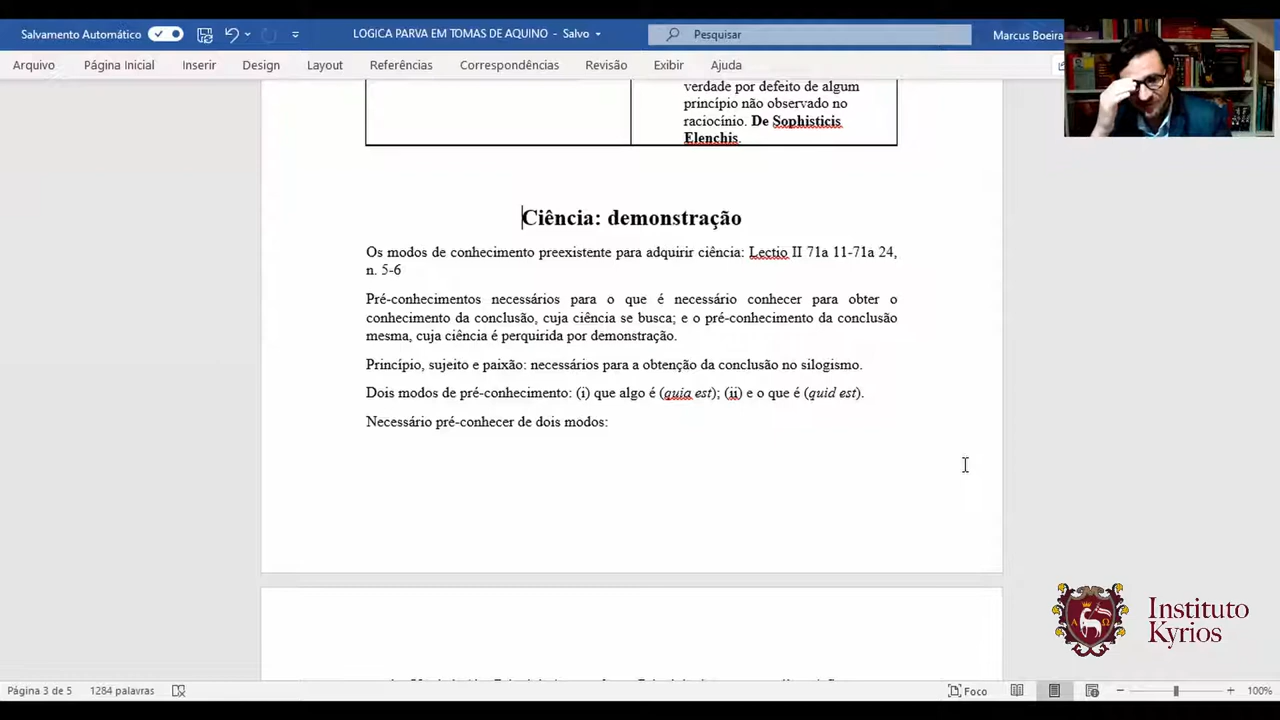 Salvamento Automático
LOGICA PARVA EM TOMAS DE AQUINO - Salvo
Pesquisar
Marcus Boeira
Arquivo Página Inicial Inserir Design Layout Referências Correspondências Revisão Exibir Ajuda
verdade por defeito de algum
princípio não observado no
raciocínio. De Sophisticis
Elenchis.
Ciência: demonstração
Os modos de conhecimento preexistente para adquirir ciência: Lectio II 71a 11-71a 24,
n. 5-6
Pré-conhecimentos necessários para o que é necessário conhecer para obter o
conhecimento da conclusão, cuja ciência se busca; e o pré-conhecimento da conclusão
mesma, cuja ciência é perquirida por demonstração.
Princípio, sujeito e paixão: necessários para a obtenção da conclusão no silogismo.
Dois modos de pré-conhecimento: (i) que algo é (quia est); (ii) e o que é (quid est).
Necessário pré-conhecer de dois modos:
Α Ω
Instituto
Kyrios
Página 3 de 5 1284 palavras
Foco
100%